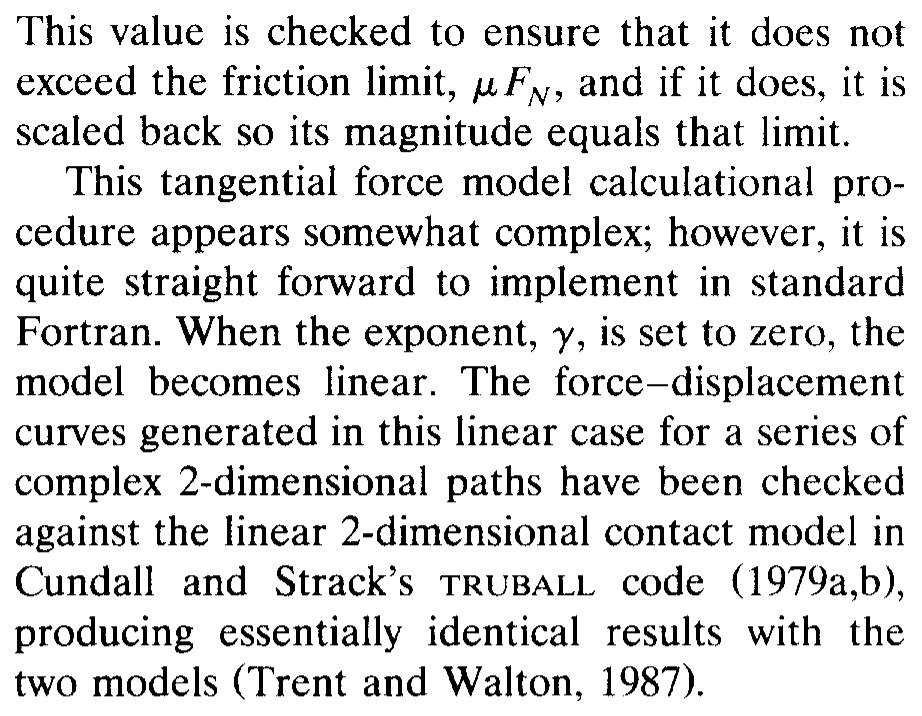 This value is checked to ensure that it does not
exceed the friction limit, μF_N, and if it does, it is
scaled back so its magnitude equals that limit.
This tangential force model calculational pro-
cedure appears somewhat complex; however, it is
quite straight forward to implement in standard
Fortran. When the exponent, γ, is set to zero, the
model becomes linear. The force–displacement
curves generated in this linear case for a series of
complex 2-dimensional paths have been checked
against the linear 2-dimensional contact model in
Cundall and Strack's TRUBALL code (1979a,b),
producing essentially identical results with the
two models (Trent and Walton, 1987).